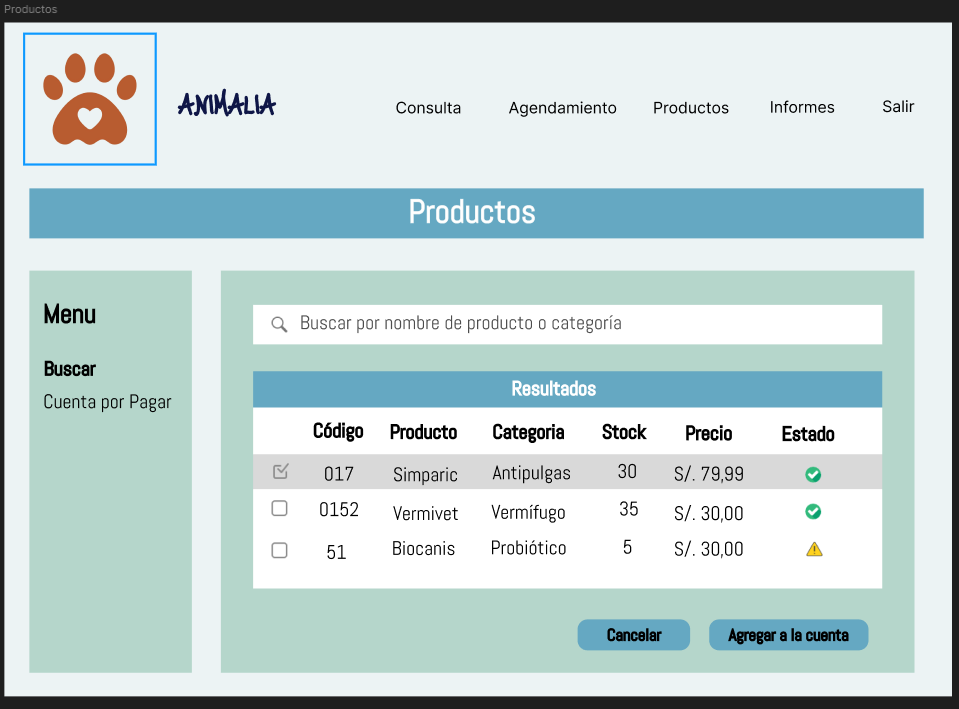 Productos
ANIMALIA
Consulta Agendamiento Productos Informes Salir
Productos
Menu
Buscar
Cuenta por Pagar
Buscar por nombre de producto o categoría
Resultados
Código Producto Categoria Stock Precio Estado
017 Simparic Antipulgas 30 S/. 79,99
0152 Vermivet Vermífugo 35 S/. 30,00
51 Biocanis Probiótico 5 S/. 30,00
Cancelar Agregar a la cuenta